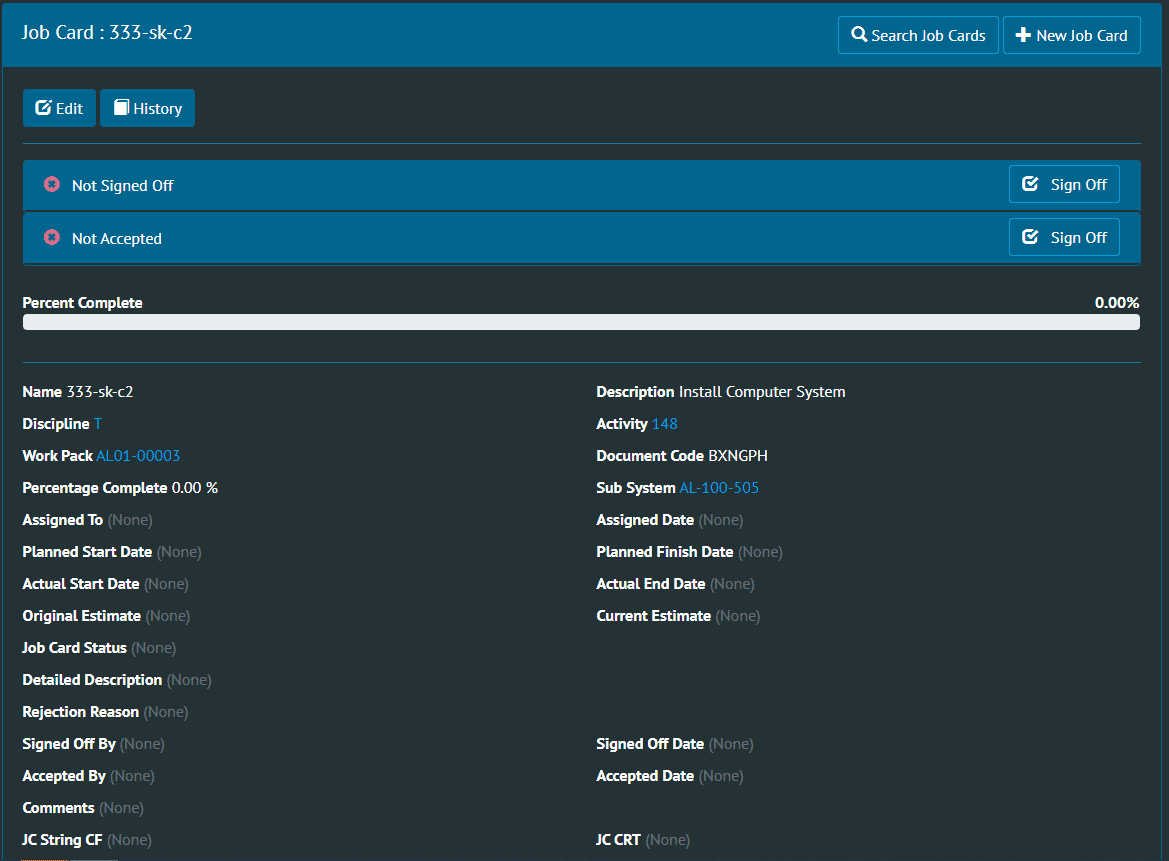 Job Card : 333-sk-c2
Search Job Cards
New Job Card
Edit
History
Not Signed Off
Sign Off
Not Accepted
Sign Off
Percent Complete 0.00%
Name 333-sk-c2
Description Install Computer System
Discipline T
Activity 148
Work Pack AL01-00003
Document Code BXNGPH
Percentage Complete 0.00 %
Sub System AL-100-505
Assigned To (None)
Assigned Date (None)
Planned Start Date (None)
Planned Finish Date (None)
Actual Start Date (None)
Actual End Date (None)
Original Estimate (None)
Current Estimate (None)
Job Card Status (None)
Detailed Description (None)
Rejection Reason (None)
Signed Off By (None)
Signed Off Date (None)
Accepted By (None)
Accepted Date (None)
Comments (None)
JC String CF (None)
JC CRT (None)